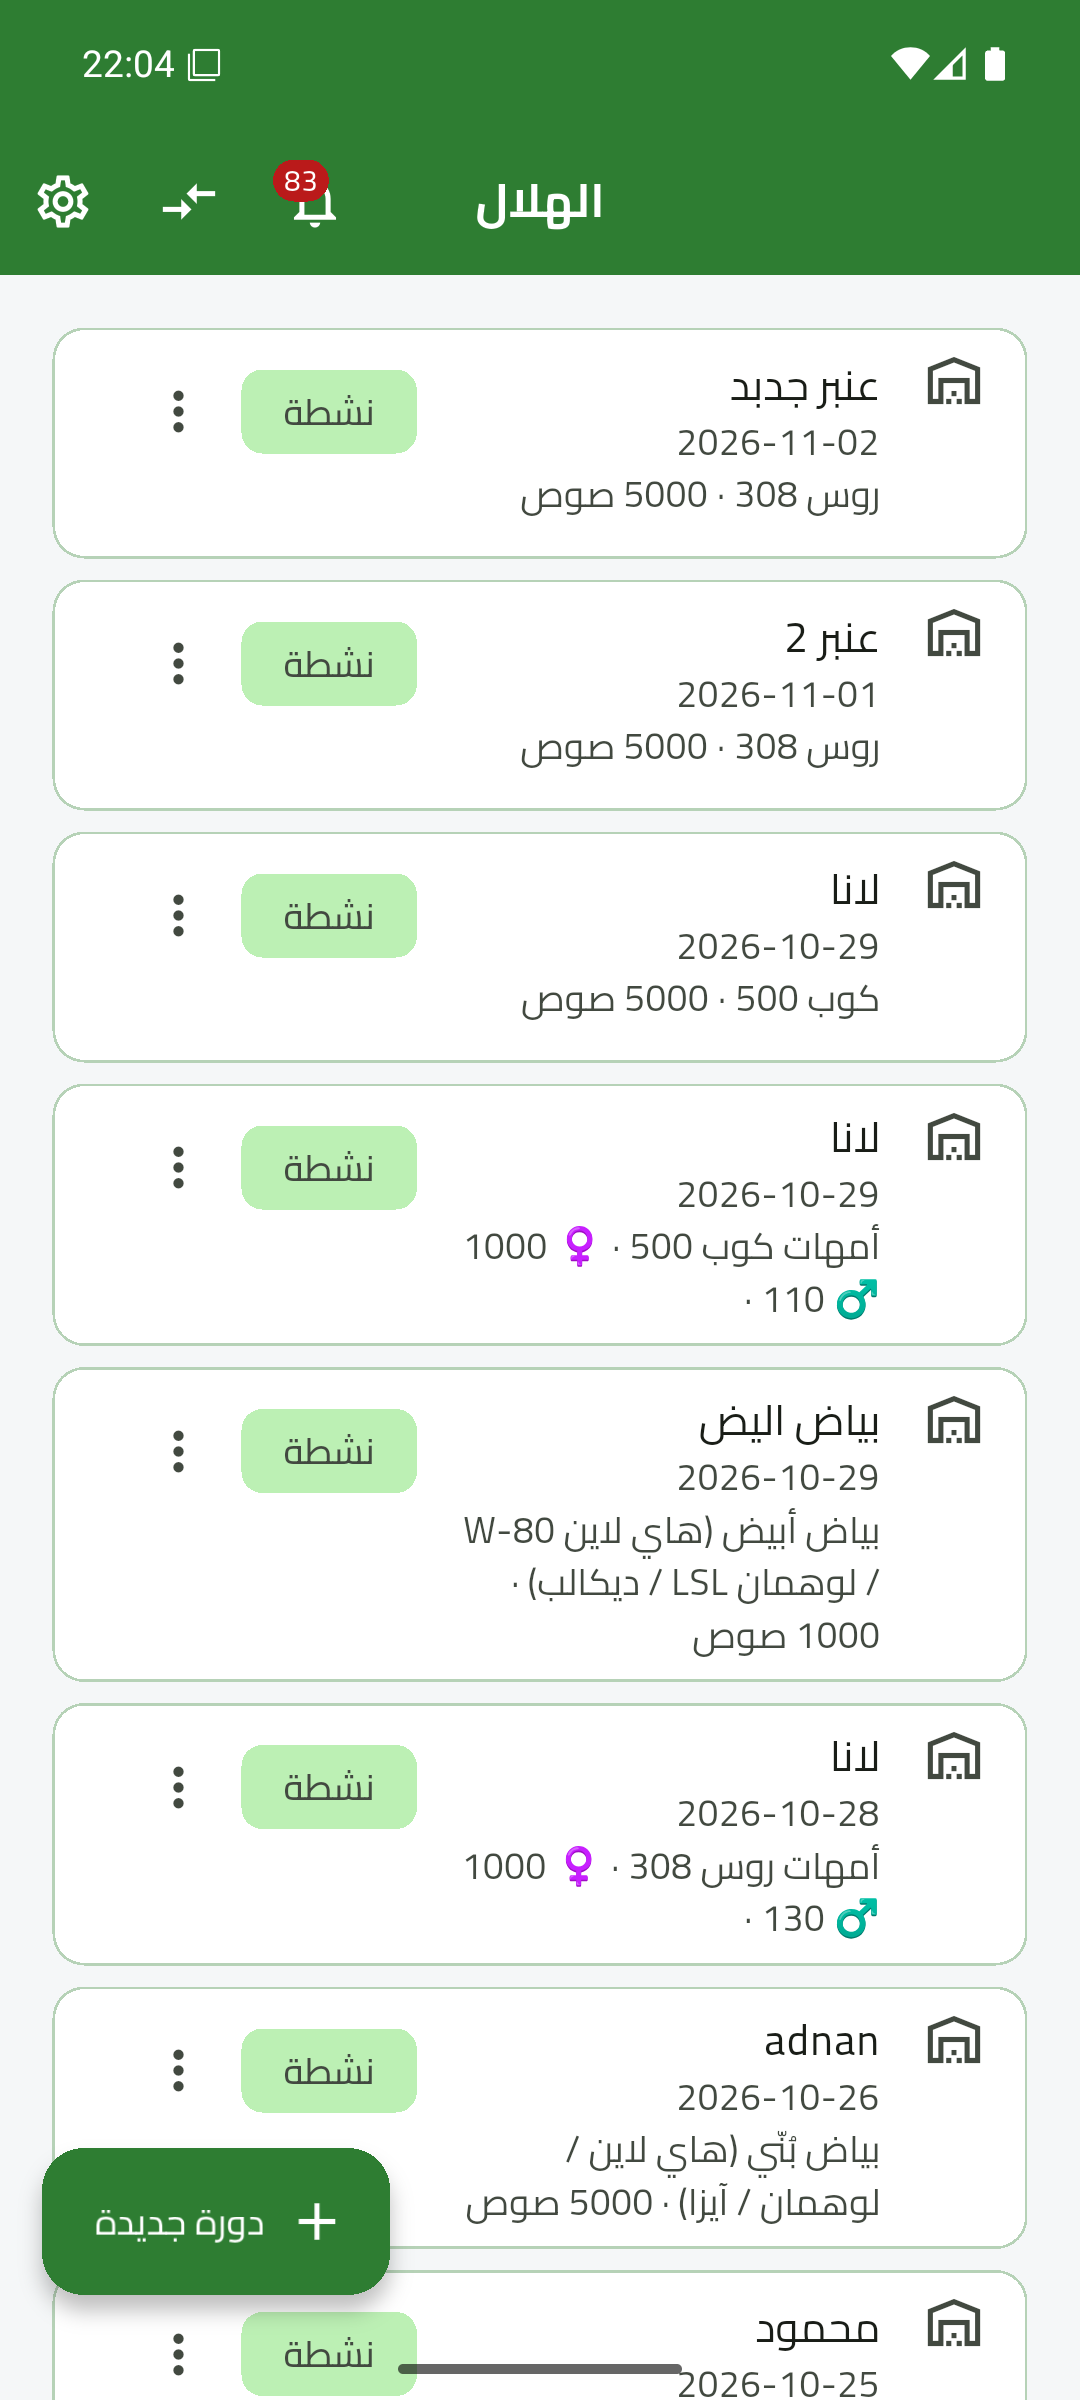 22:04
83
الهلال
عنبر جدبد
نشطة
2026-11-02
روس 308 · 5000 صوص
عنبر 2
نشطة
2026-11-01
روس 308 · 5000 صوص
لانا
نشطة
2026-10-29
كوب 500 · 5000 صوص
لانا
نشطة
2026-10-29
أمهات كوب 500 · ♀ 1000
♂ 110 ·
بياض اليض
نشطة
2026-10-29
بياض أبيض (هاي لاين W-80
/ لوهمان LSL / ديكالب) ·
1000 صوص
لانا
نشطة
2026-10-28
أمهات روس 308 · ♀ 1000
♂ 130 ·
adnan
نشطة
2026-10-26
بياض بُنّي (هاي لاين /
لوهمان / آيزا) · 5000 صوص
+ دورة جديدة
محمود
نشطة
2026-10-25